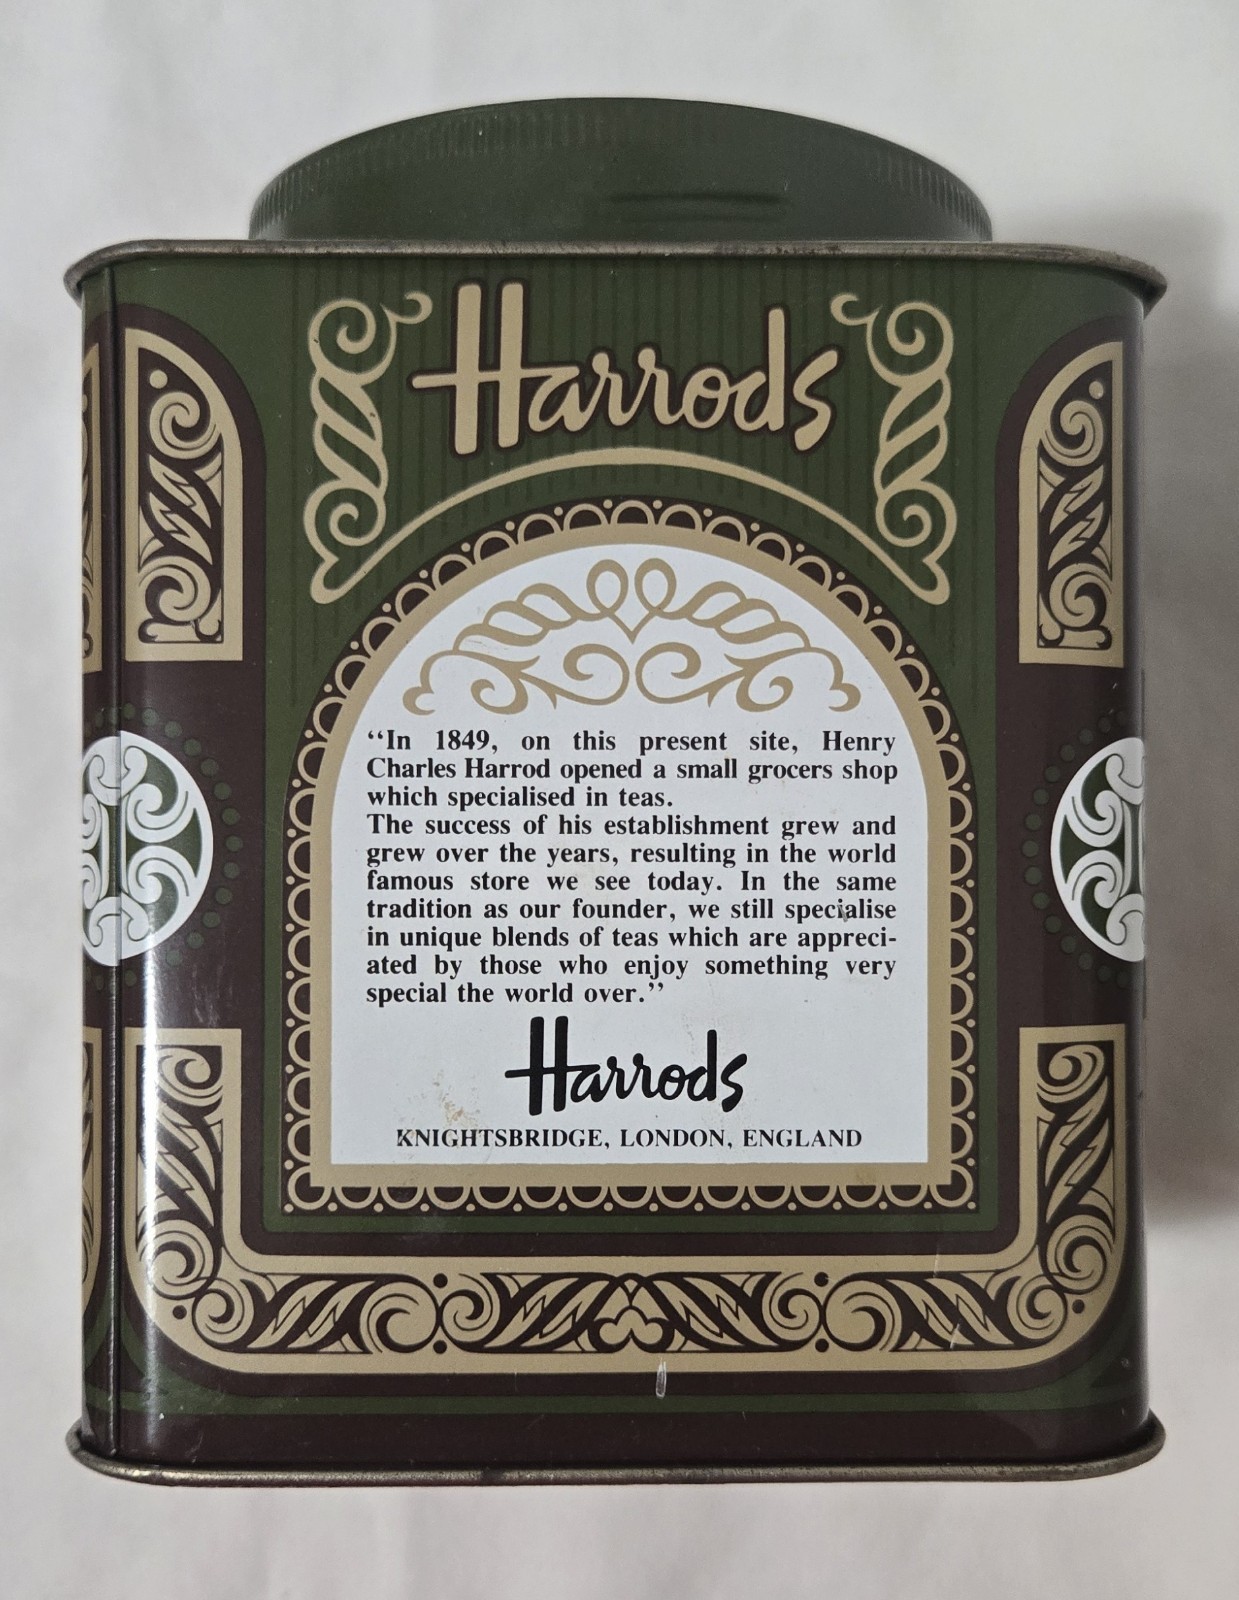 Harrods
“In 1849, on this present site, Henry
Charles Harrod opened a small grocers shop
which specialised in teas.
The success of his establishment grew and
grew over the years, resulting in the world
famous store we see today. In the same
tradition as our founder, we still specialise
in unique blends of teas which are appreci-
ated by those who enjoy something very
special the world over.”
Harrods
KNIGHTSBRIDGE, LONDON, ENGLAND